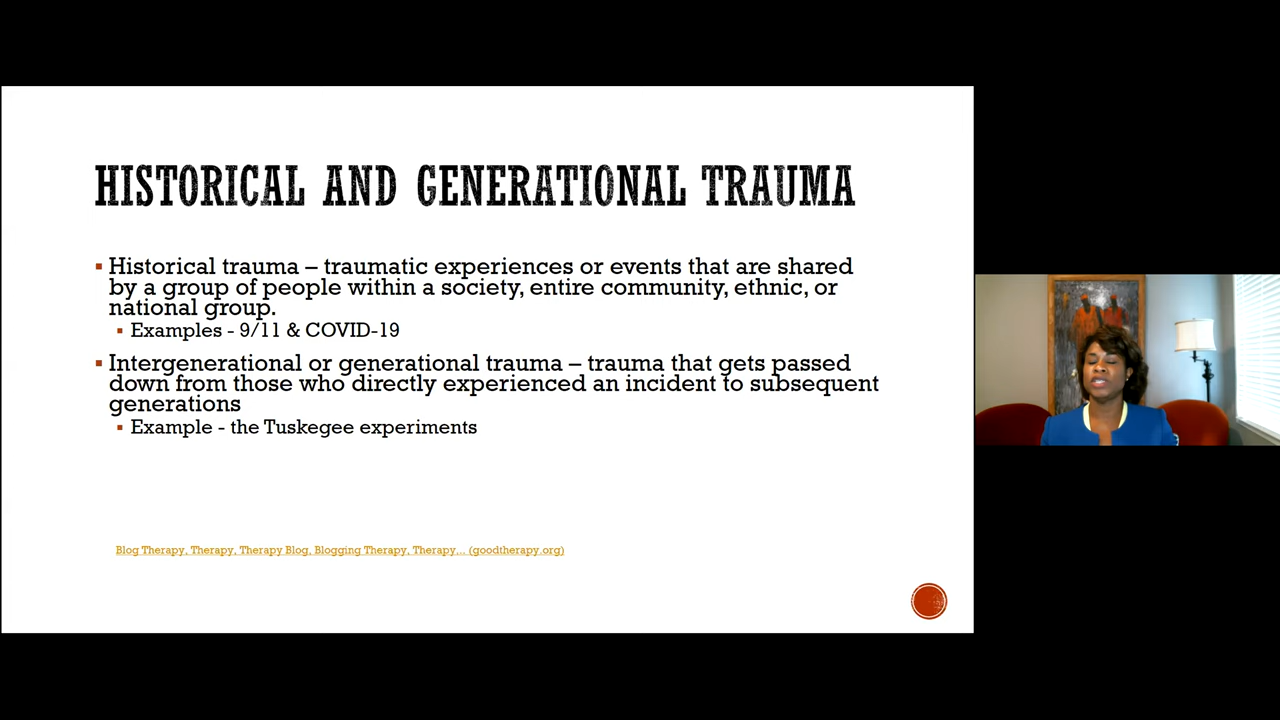 HISTORICAL AND GENERATIONAL TRAUMA
▪ Historical trauma – traumatic experiences or events that are shared
by a group of people within a society, entire community, ethnic, or
national group.
▪ Examples - 9/11 & COVID-19
▪ Intergenerational or generational trauma – trauma that gets passed
down from those who directly experienced an incident to subsequent
generations
▪ Example - the Tuskegee experiments
Blog Therapy, Therapy, Therapy Blog, Blogging Therapy, Therapy... (goodtherapy.org)